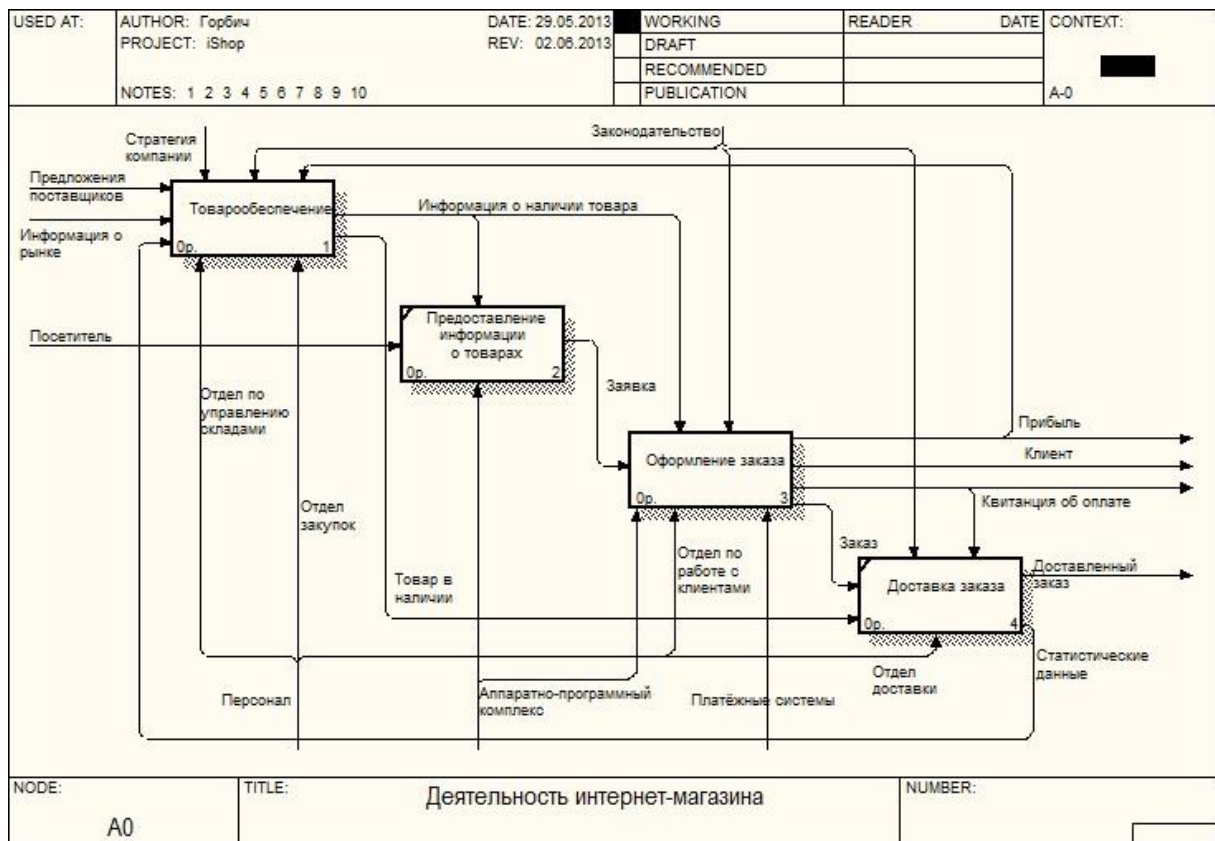 USED AT:
AUTHOR: Горбич
DATE: 29.05.2013
PROJECT: iShop
REV: 02.06.2013
NOTES: 1 2 3 4 5 6 7 8 9 10
WORKING
DRAFT
RECOMMENDED
PUBLICATION
READER
DATE
CONTEXT:
A-0
Стратегия
компании
Законодательство
Предложения
поставщиков
Информация о
рынке
Товарообеспечение
0р.
1
Информация о наличии товара
Посетитель
Предоставление
информации
о товарах
0р.
2
Отдел по
управлению
складами
Заявка
Прибыль
Клиент
Квитанция об оплате
Оформление заказа
0р.
3
Отдел
закупок
Отдел по
работе с
клиентами
Заказ
Товар в
наличии
Доставка заказа
0р.
4
Доставленный
заказ
Статистические
данные
Отдел
доставки
Персонал
Аппаратно-программный
комплекс
Платёжные системы
NODE:
A0
TITLE:
Деятельность интернет-магазина
NUMBER: